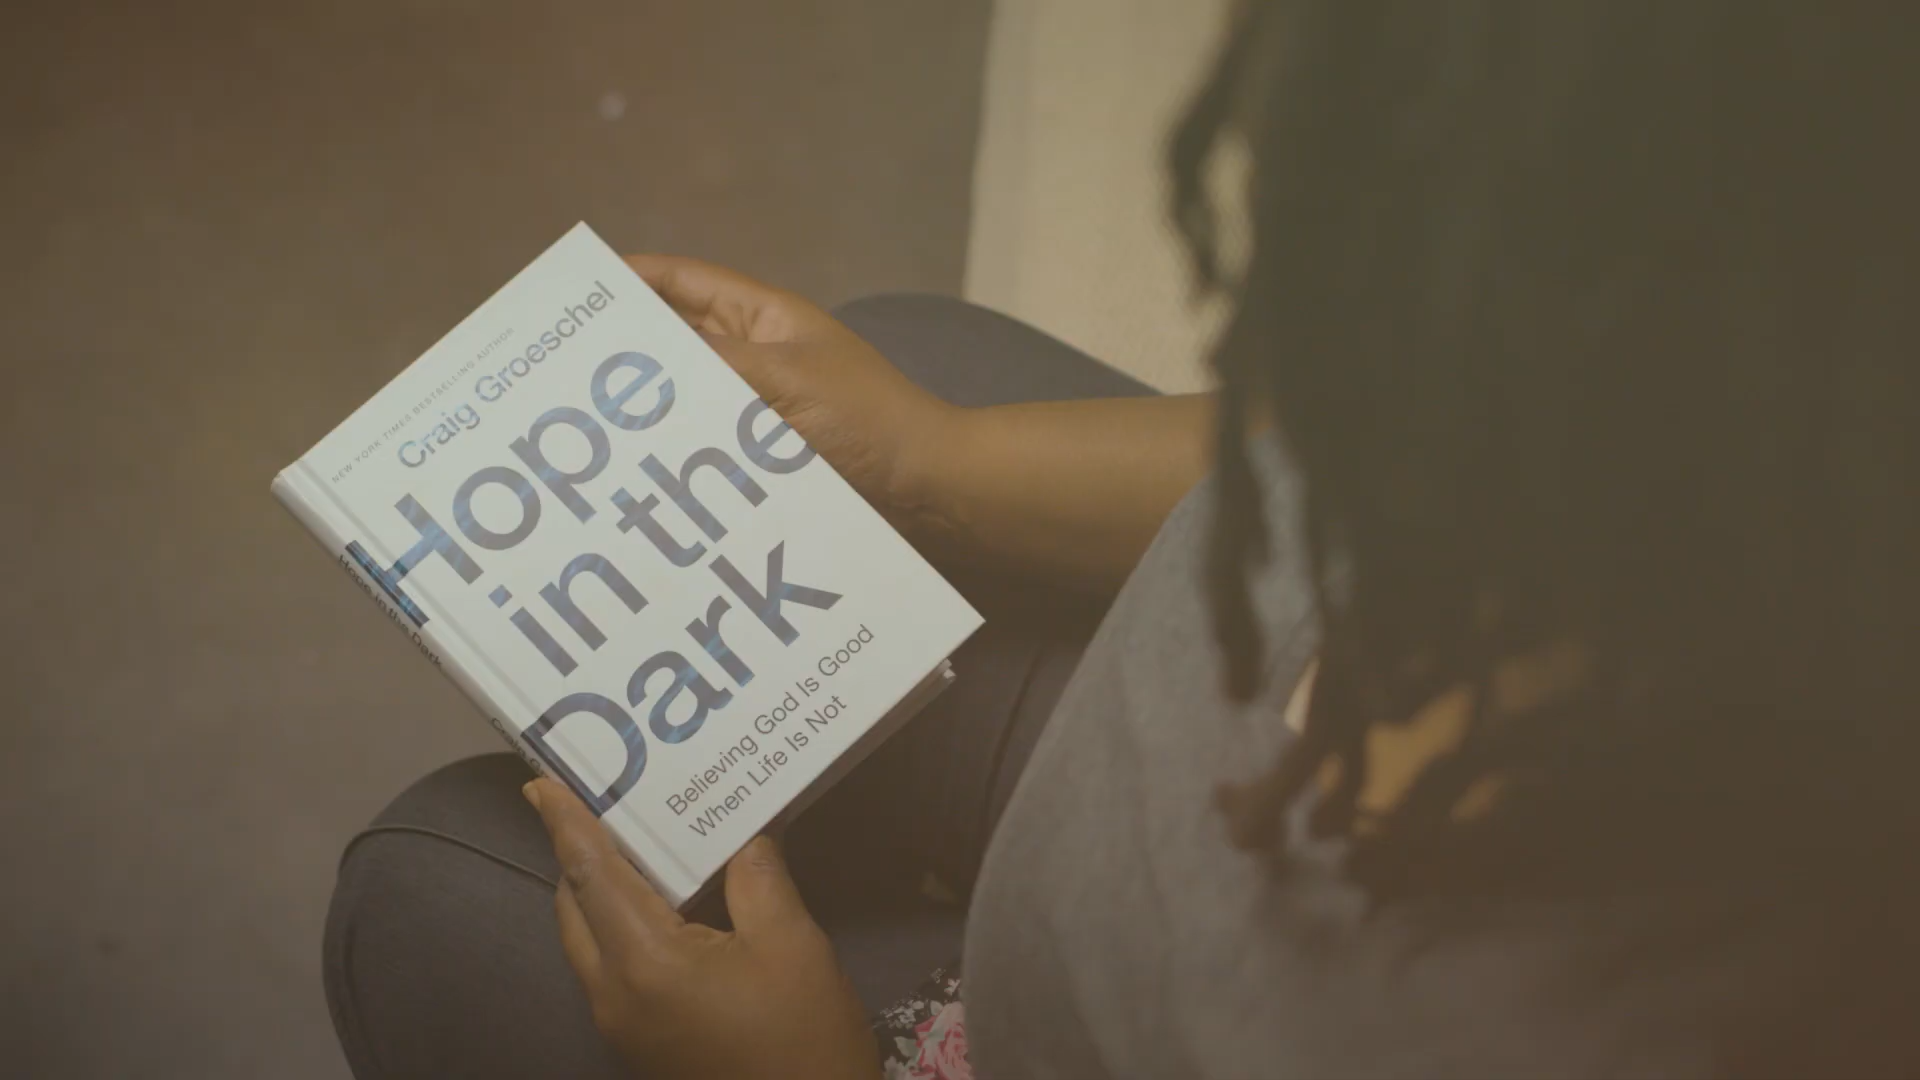 NEW YORK TIMES BESTSELLING AUTHOR
Craig Groeschel
Hope
in the
Dark
Believing God Is Good
When Life Is Not
Hope in the Dark
Craig